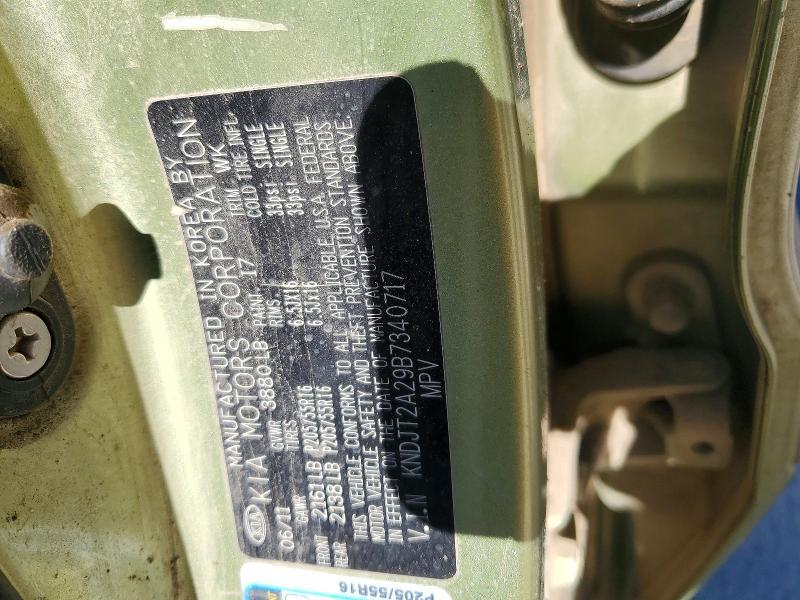 KIA
MANUFACTURED IN KOREA BY
KIA MOTORS CORPORATION
06/11 GVWR 3880LB PAINT 17 TRIM WK
GAWR TIRES RIMS COLD TIRE INFL.
FRONT 2161LB P205/55R16 6.5JX16 33psi SINGLE
REAR 2138LB P205/55R16 6.5JX16 33psi SINGLE
THIS VEHICLE CONFORMS TO ALL APPLICABLE U.S.A. FEDERAL
MOTOR VEHICLE SAFETY AND THEFT PREVENTION STANDARDS
IN EFFECT ON THE DATE OF MANUFACTURE SHOWN ABOVE.
V.I.N KNDJT2A29B7340717
MPV
P205/55R16